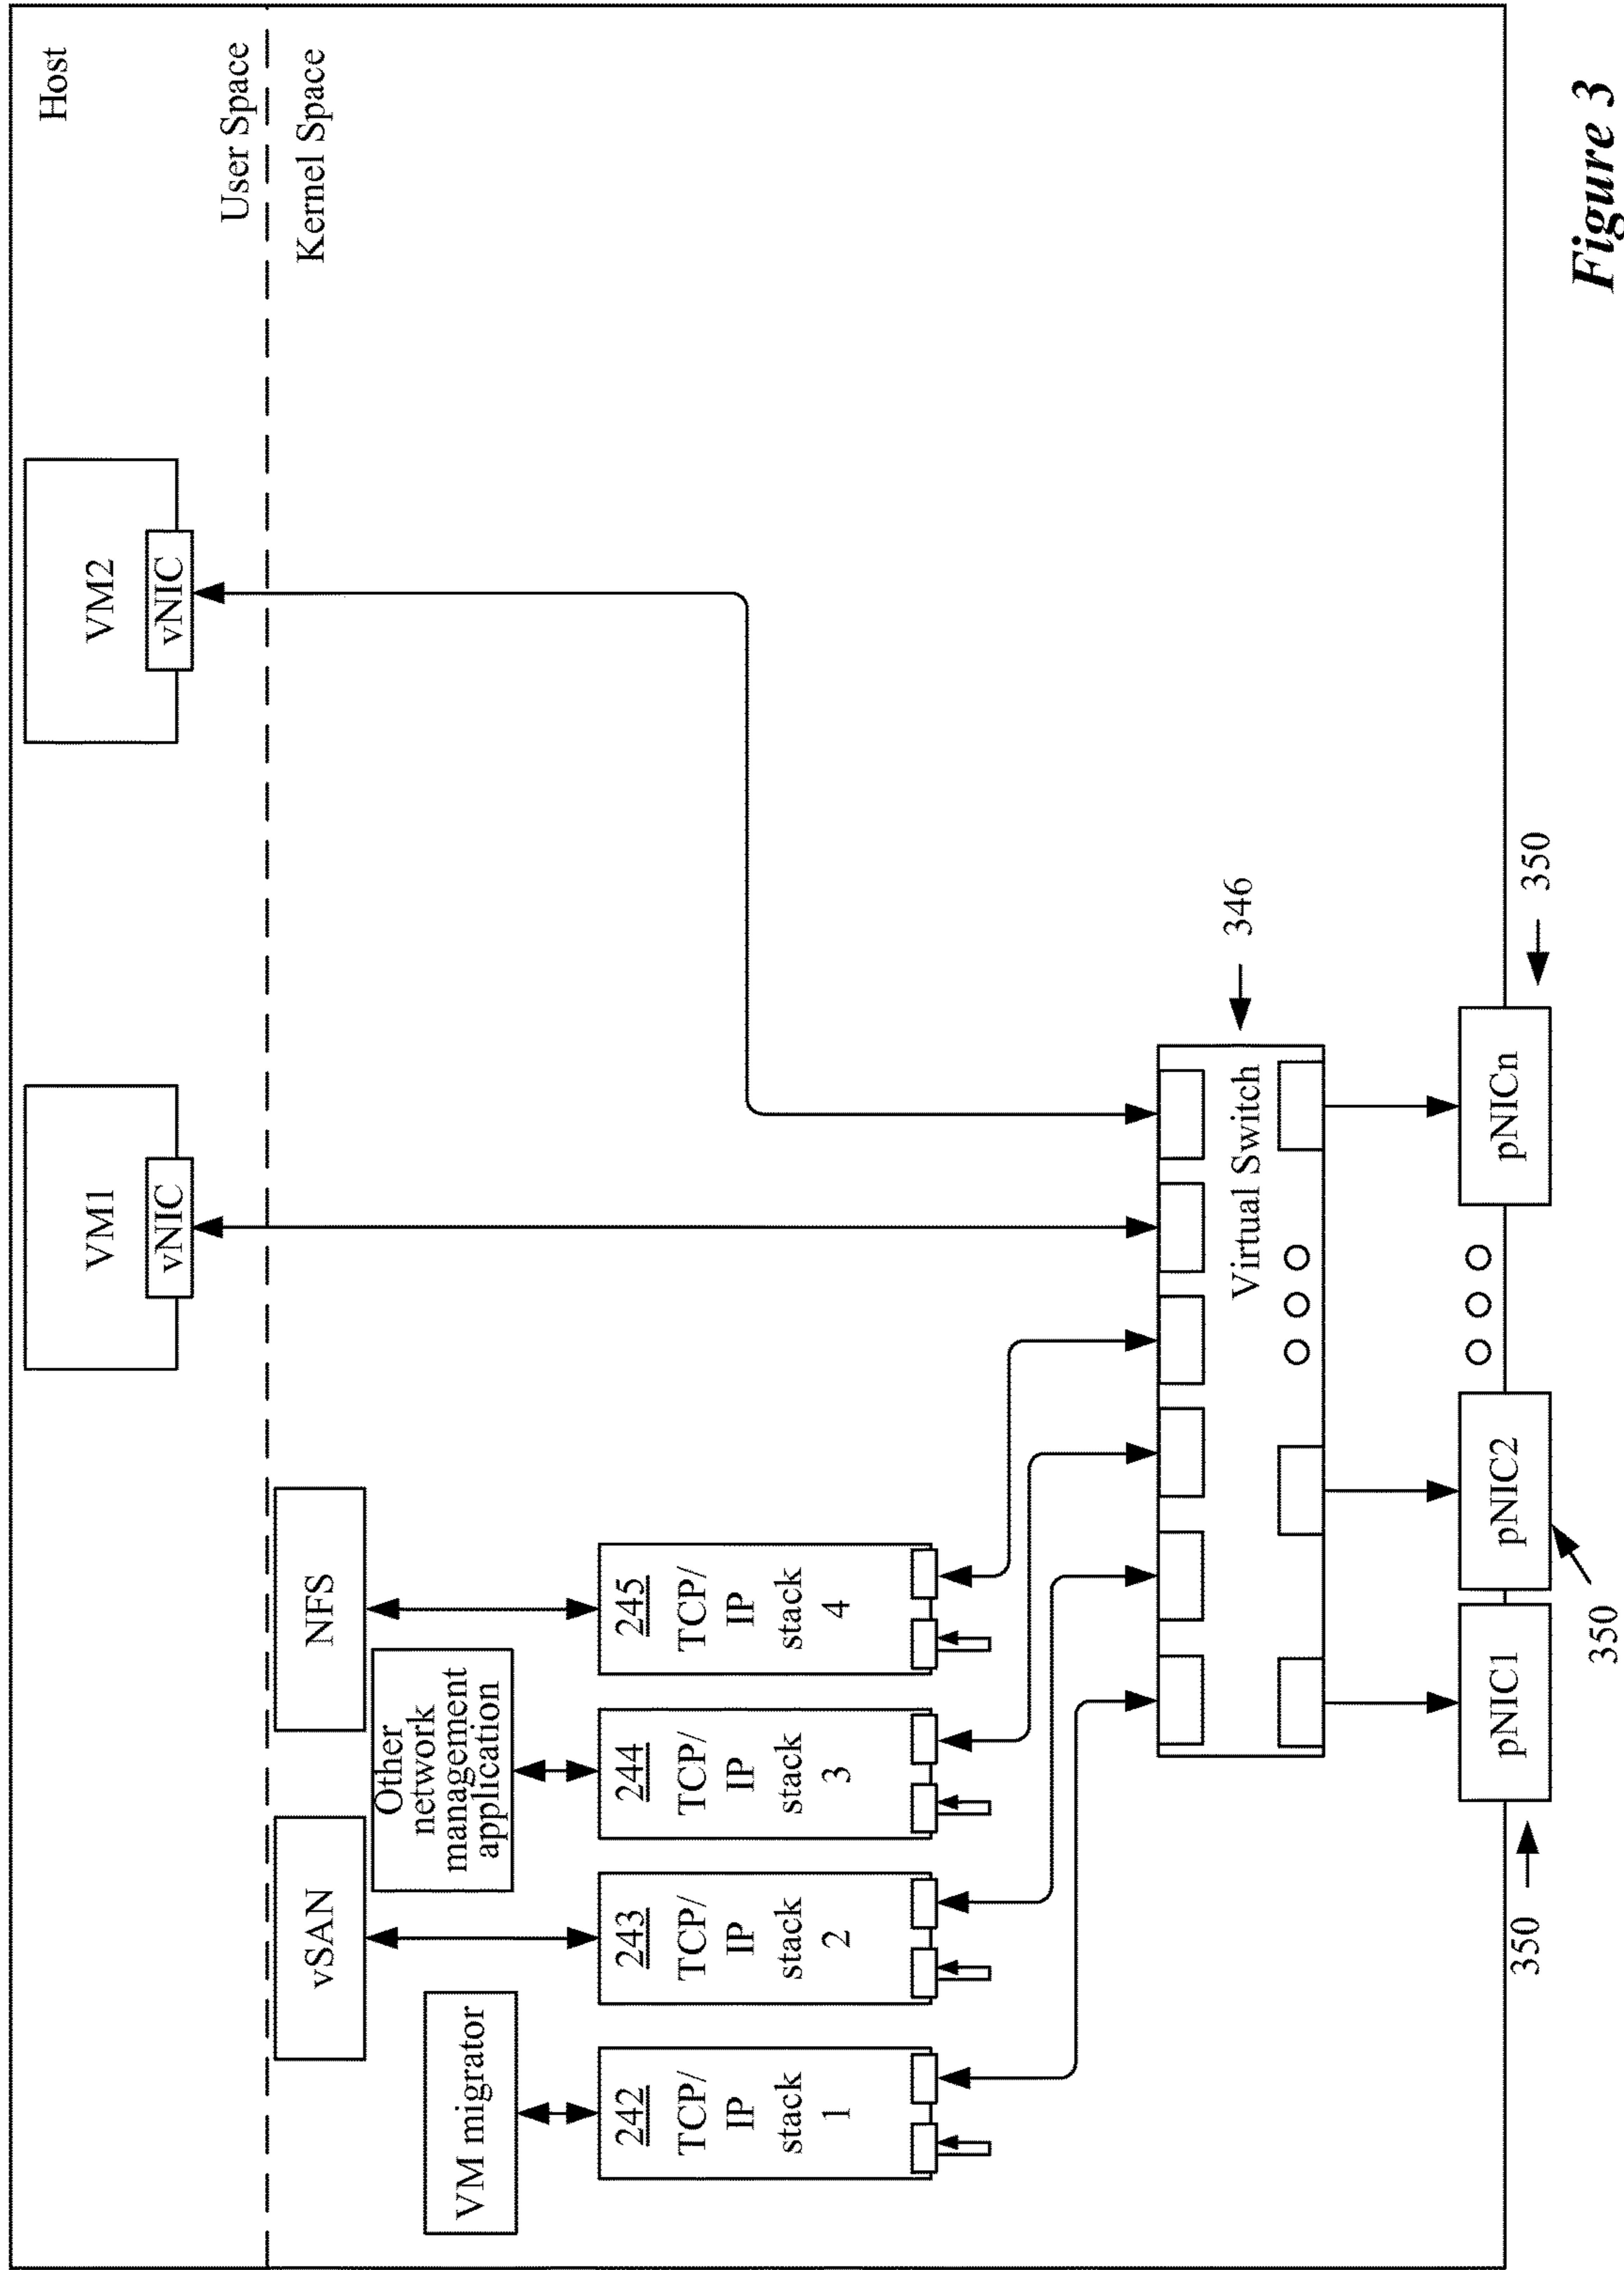 Host
VM1
vNIC
VM2
vNIC
User Space
Kernel Space
vSAN
NFS
VM migrator
Other
network
management
application
242
TCP/
IP
stack
1
243
TCP/
IP
stack
2
244
TCP/
IP
stack
3
245
TCP/
IP
stack
4
Virtual Switch
346
pNIC1
pNIC2
pNICn
350
350
350
Figure 3